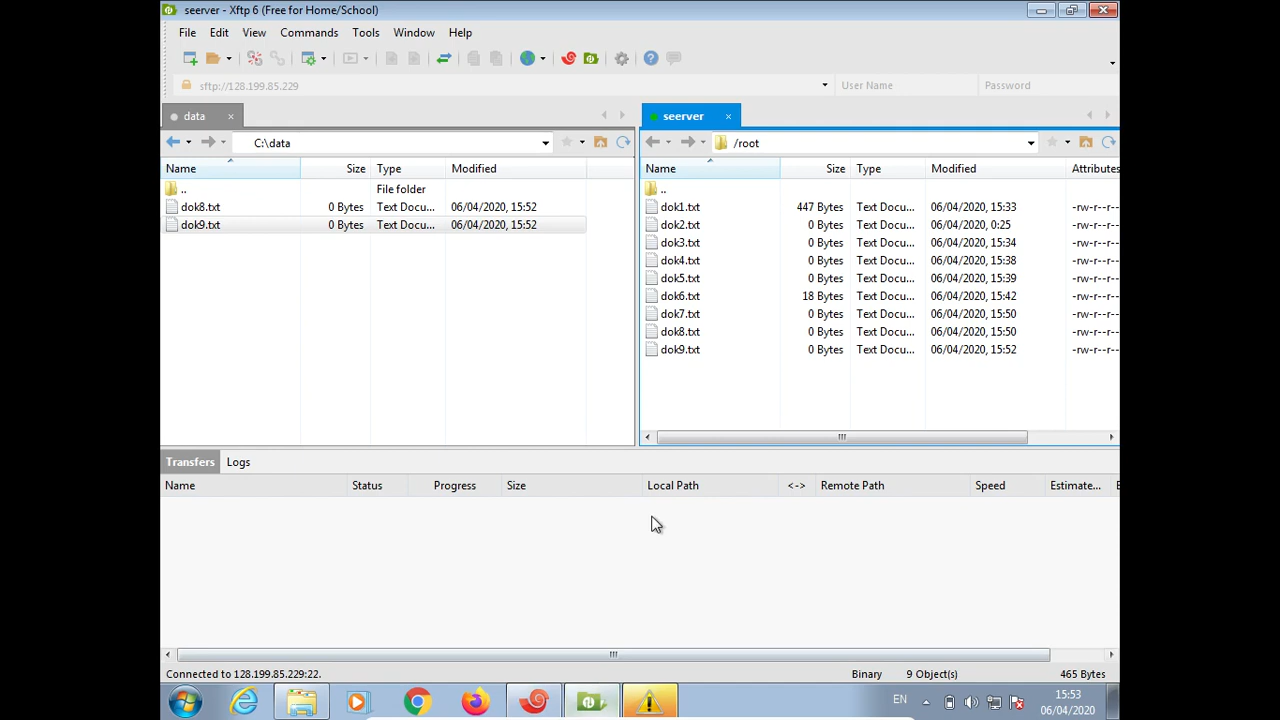 seerver - Xftp 6 (Free for Home/School)
File Edit View Commands Tools Window Help
sftp://128.199.85.229 User Name Password
data seerver
C:\data /root
Name Size Type Modified Name Size Type Modified Attributes
.. File folder ..
dok8.txt 0 Bytes Text Docu... 06/04/2020, 15:52 dok1.txt 447 Bytes Text Docu... 06/04/2020, 15:33 -rw-r--r--
dok9.txt 0 Bytes Text Docu... 06/04/2020, 15:52 dok2.txt 0 Bytes Text Docu... 06/04/2020, 0:25 -rw-r--r--
dok3.txt 0 Bytes Text Docu... 06/04/2020, 15:34 -rw-r--r--
dok4.txt 0 Bytes Text Docu... 06/04/2020, 15:38 -rw-r--r--
dok5.txt 0 Bytes Text Docu... 06/04/2020, 15:39 -rw-r--r--
dok6.txt 18 Bytes Text Docu... 06/04/2020, 15:42 -rw-r--r--
dok7.txt 0 Bytes Text Docu... 06/04/2020, 15:50 -rw-r--r--
dok8.txt 0 Bytes Text Docu... 06/04/2020, 15:50 -rw-r--r--
dok9.txt 0 Bytes Text Docu... 06/04/2020, 15:52 -rw-r--r--
Transfers Logs
Name Status Progress Size Local Path <-> Remote Path Speed Estimate...
Connected to 128.199.85.229:22. Binary 9 Object(s) 465 Bytes
EN 15:53
06/04/2020